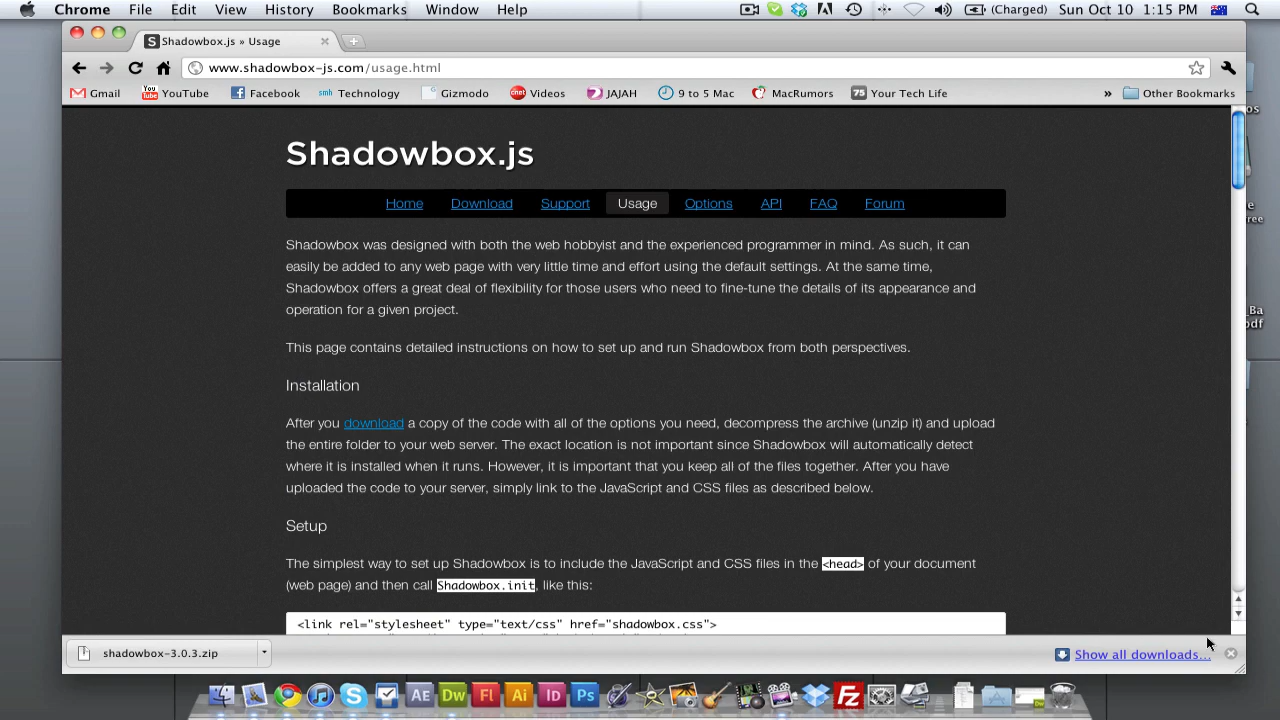 Chrome File Edit View History Bookmarks Window Help (Charged) Sun Oct 10 1:15 PM
Shadowbox.js » Usage
www.shadowbox-js.com/usage.html
Gmail YouTube Facebook smh Technology Gizmodo cnet Videos JAJAH 9 to 5 Mac MacRumors 75 Your Tech Life » Other Bookmarks
Shadowbox.js
Home Download Support Usage Options API FAQ Forum
Shadowbox was designed with both the web hobbyist and the experienced programmer in mind. As such, it can
easily be added to any web page with very little time and effort using the default settings. At the same time,
Shadowbox offers a great deal of flexibility for those users who need to fine-tune the details of its appearance and
operation for a given project.
This page contains detailed instructions on how to set up and run Shadowbox from both perspectives.
Installation
After you download a copy of the code with all of the options you need, decompress the archive (unzip it) and upload
the entire folder to your web server. The exact location is not important since Shadowbox will automatically detect
where it is installed when it runs. However, it is important that you keep all of the files together. After you have
uploaded the code to your server, simply link to the JavaScript and CSS files as described below.
Setup
The simplest way to set up Shadowbox is to include the JavaScript and CSS files in the <head> of your document
(web page) and then call Shadowbox.init, like this:
<link rel="stylesheet" type="text/css" href="shadowbox.css">
shadowbox-3.0.3.zip Show all downloads...
AE Dw Fl Ai Id Ps Fz